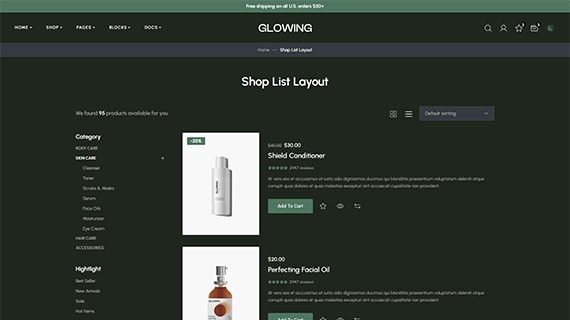 Free shipping on all U.S. orders $50+
HOME SHOP PAGES BLOCKS DOCS
GLOWING
Home — Shop List Layout
Shop List Layout
We found 95 products available for you
Default sorting
Category
BODY CARE
SKIN CARE
Cleanser
Toner
Scrubs & Masks
Serum
Face Oils
Moisturiser
Eye Cream
HAIR CARE
ACCESSORIES
Hightlight
Best Seller
New Arrivals
Sale
Hot Items
-25%
$40.00 $30.00
Shield Conditioner
2947 reviews
At vero eos et accusamus et iusto odio dignissimos ducimus qui blanditiis praesentium voluptatum deleniti atque
corrupti quos dolores et quas molestias excepturi sint occaecati cupiditate non provident
Add To Cart
$20.00
Perfecting Facial Oil
2947 reviews
At vero eos et accusamus et iusto odio dignissimos ducimus qui blanditiis praesentium voluptatum deleniti atque
corrupti quos dolores et quas molestias excepturi sint occaecati cupiditate non provident
Add To Cart